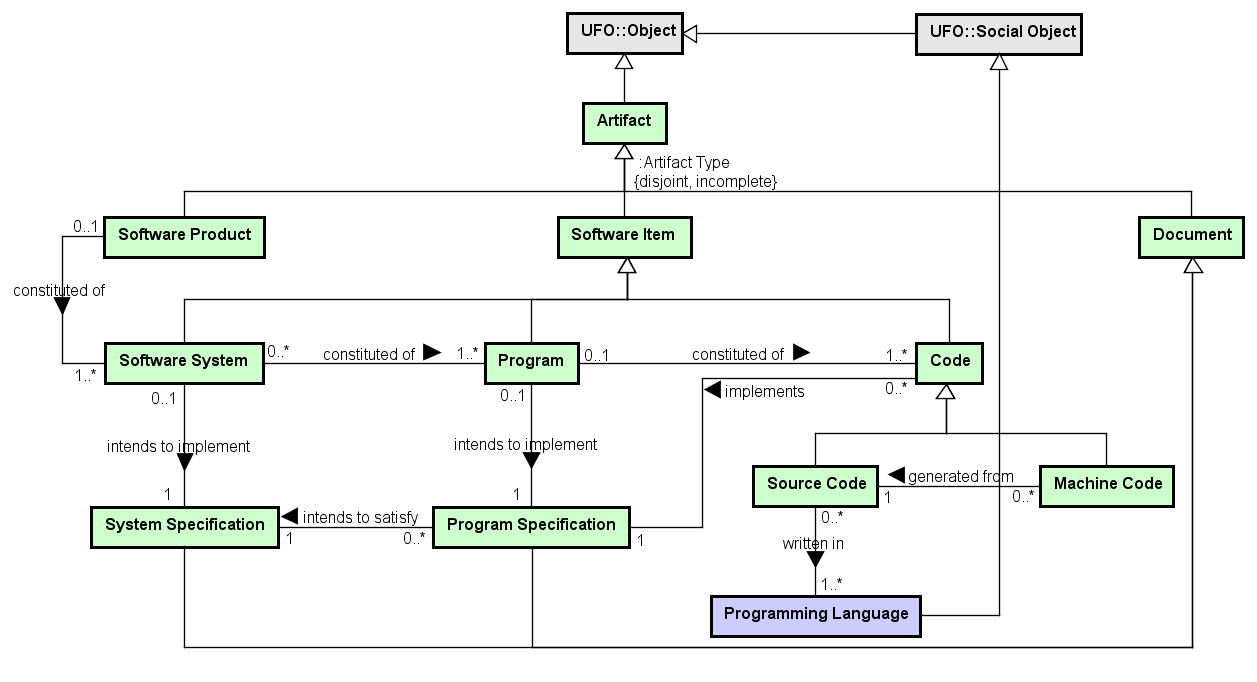 UFO::Object
UFO::Social Object
Artifact
:Artifact Type
{disjoint, incomplete}
0..1
Software Product
Software Item
Document
constituted of
Software System
0..*
constituted of
1..*
Program
0..1
constituted of
1..*
Code
1..*
0..1
0..1
implements
0..*
intends to implement
intends to implement
Source Code
generated from
Machine Code
1
1
1
0..*
System Specification
intends to satisfy
Program Specification
0..*
1
0..*
1
written in
1..*
Programming Language